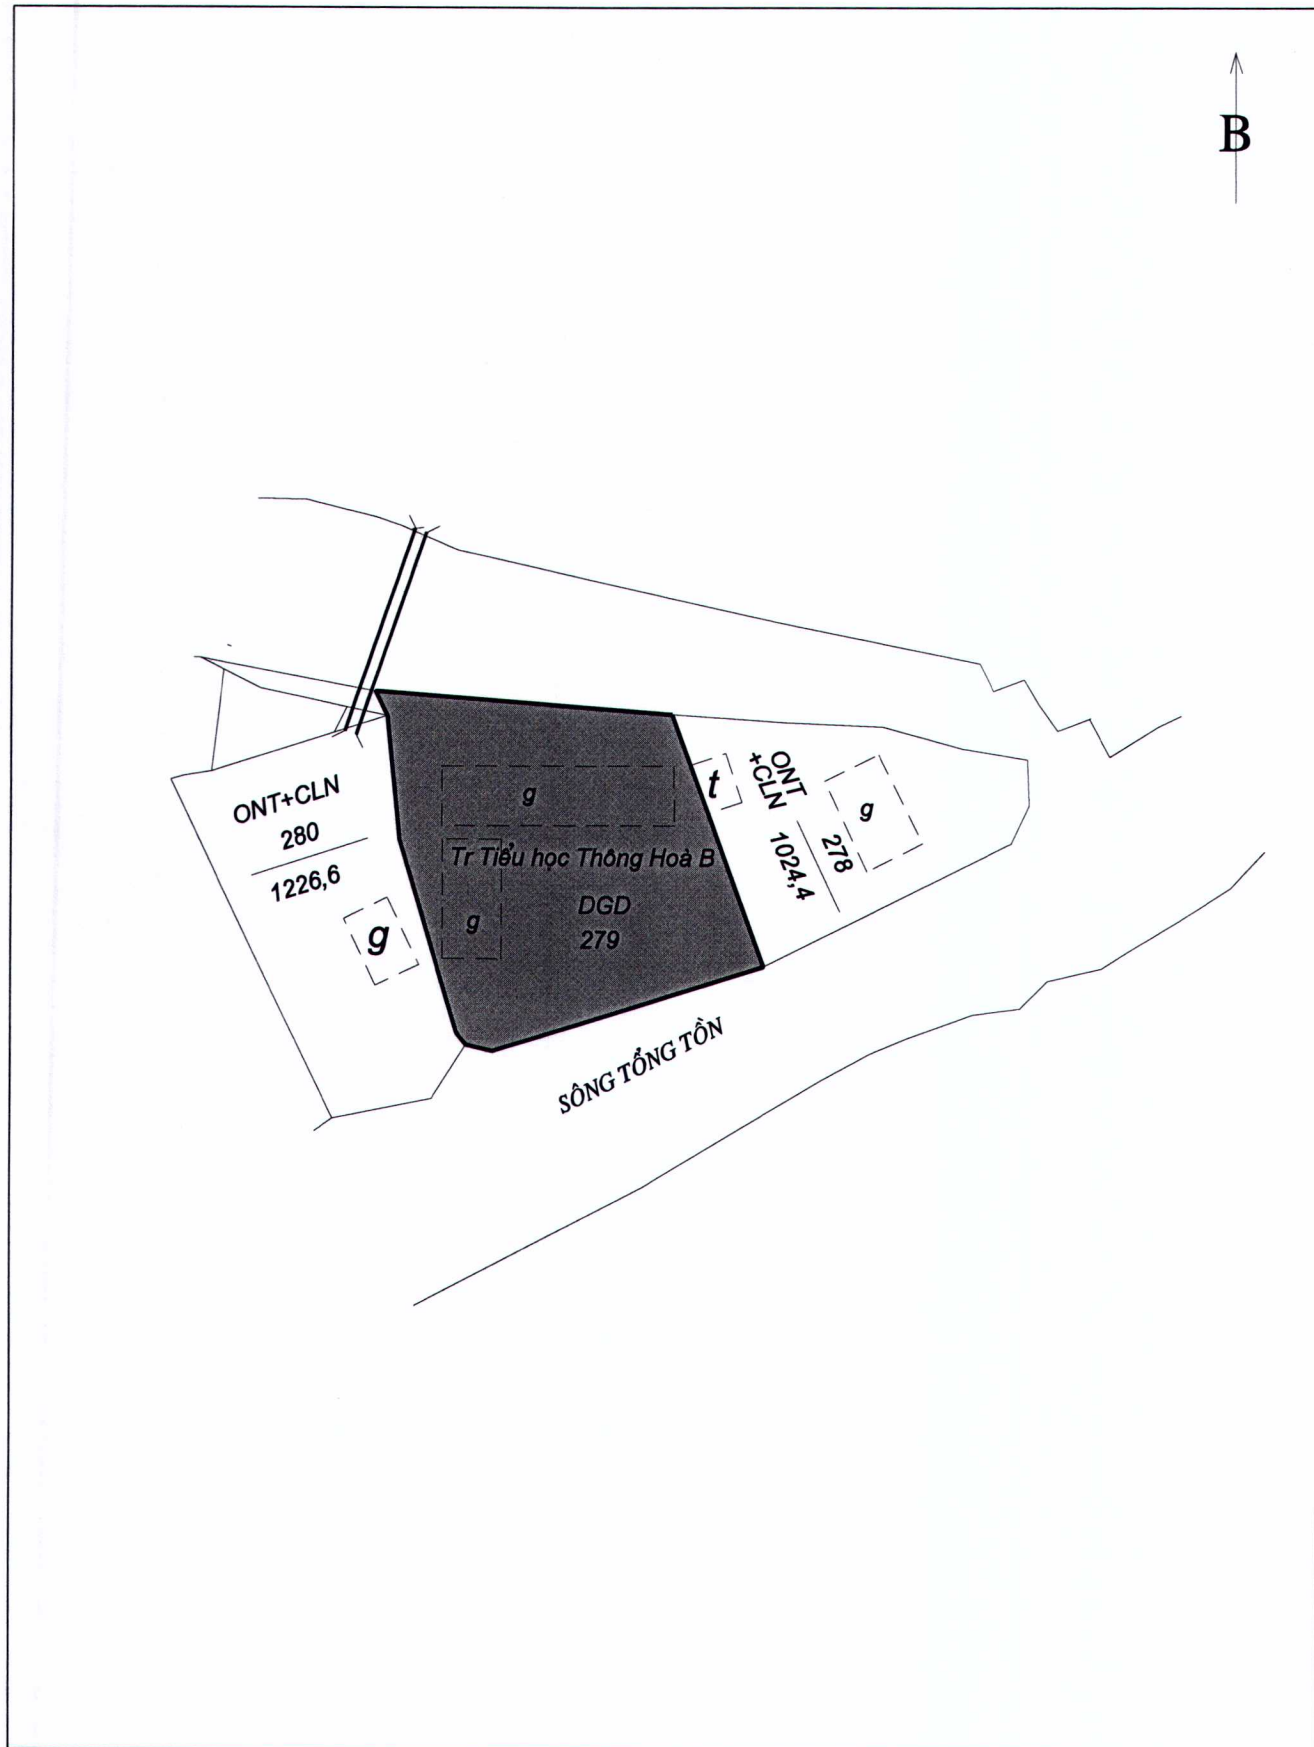 B
ONT+CLN
280
1226,6
g
g
Tr Tiểu học Thông Hoà B
g
DGD
279
t
ONT
+CLN
278
1024,4
g
SÔNG TỔNG TỒN